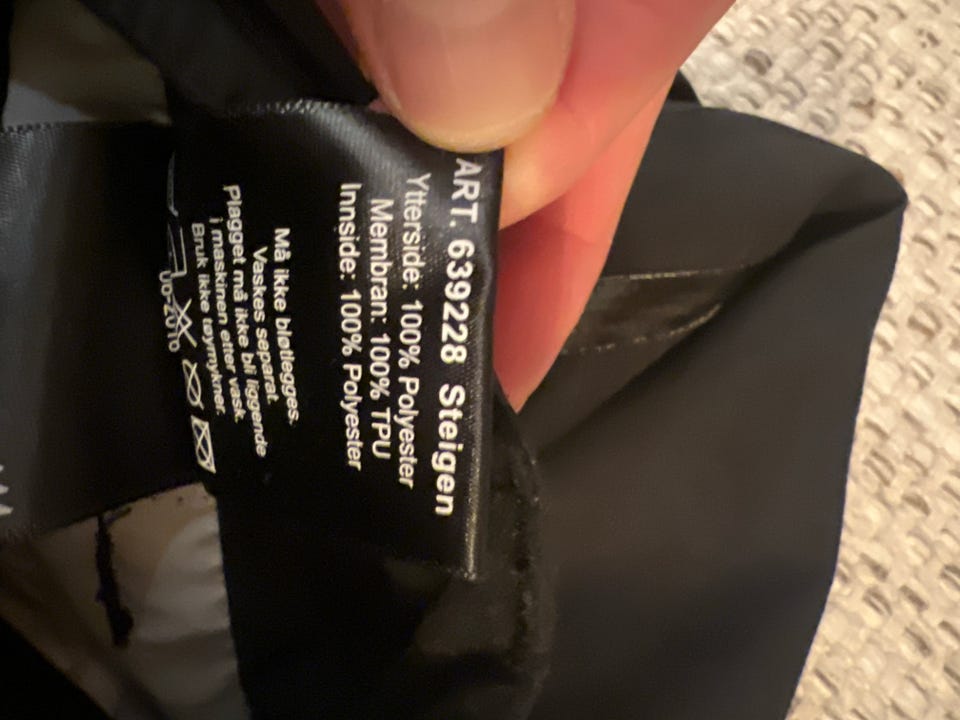 ART. 639228 Steigen
Ytterside: 100% Polyester
Membran: 100% TPU
Innside: 100% Polyester
Må ikke bløtlegges.
Vaskes separat.
Plagget må ikke bli liggende
i maskinen etter vask.
Bruk ikke tøymykner.